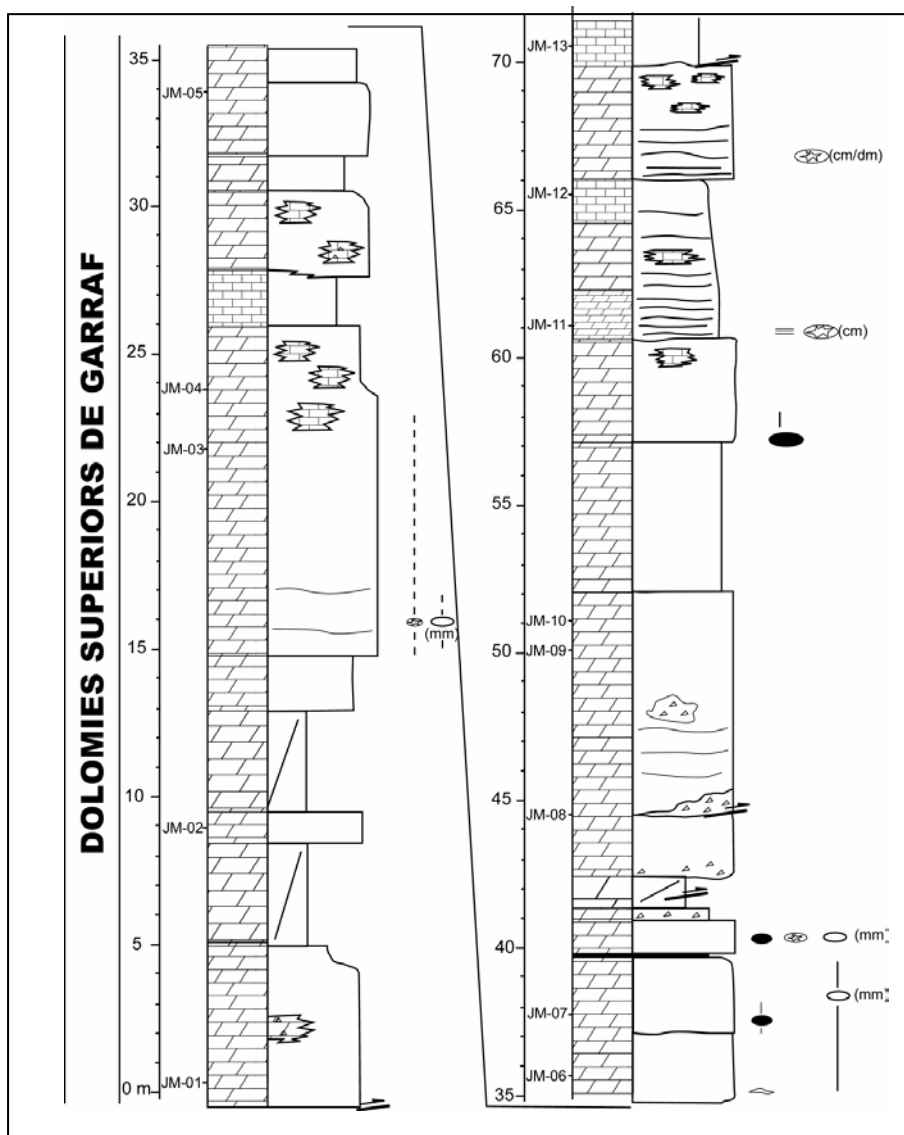 DOLOMIES SUPERIORS DE GARRAF
35
JM-05
30
25
JM-04
JM-03
20
(mm)
15
10
JM-02
5
0 m
JM-01
70
JM-13
(cm/dm)
65
JM-12
JM-11
(cm)
60
55
JM-10
50
JM-09
45
JM-08
40
(mm)
(mm)
JM-07
JM-06
35